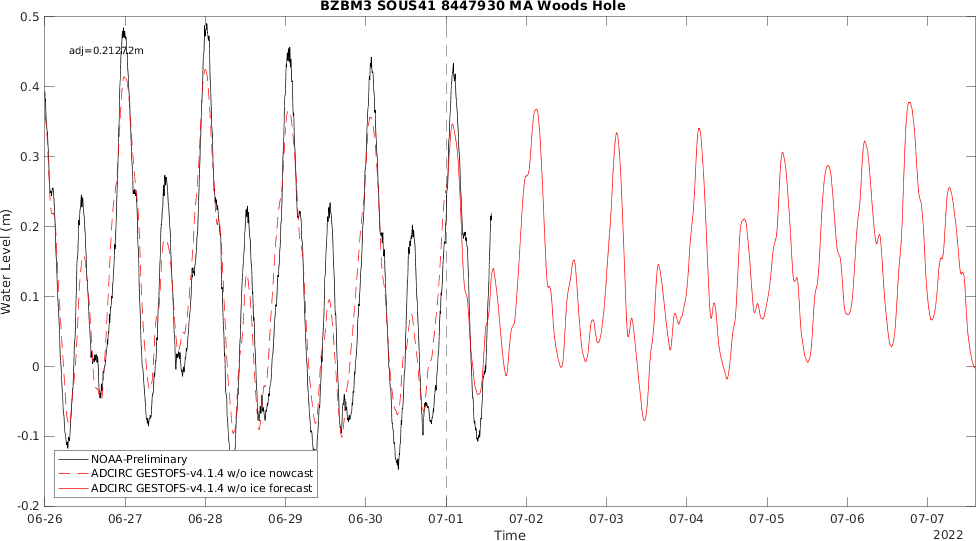 BZBM3 SOUS41 8447930 MA Woods Hole
adj=0.21272m
Water Level (m)
0.5
0.4
0.3
0.2
0.1
0
-0.1
-0.2
NOAA-Preliminary
ADCIRC GESTOFS-v4.1.4 w/o ice nowcast
ADCIRC GESTOFS-v4.1.4 w/o ice forecast
06-26 06-27 06-28 06-29 06-30 07-01 07-02 07-03 07-04 07-05 07-06 07-07
Time
2022